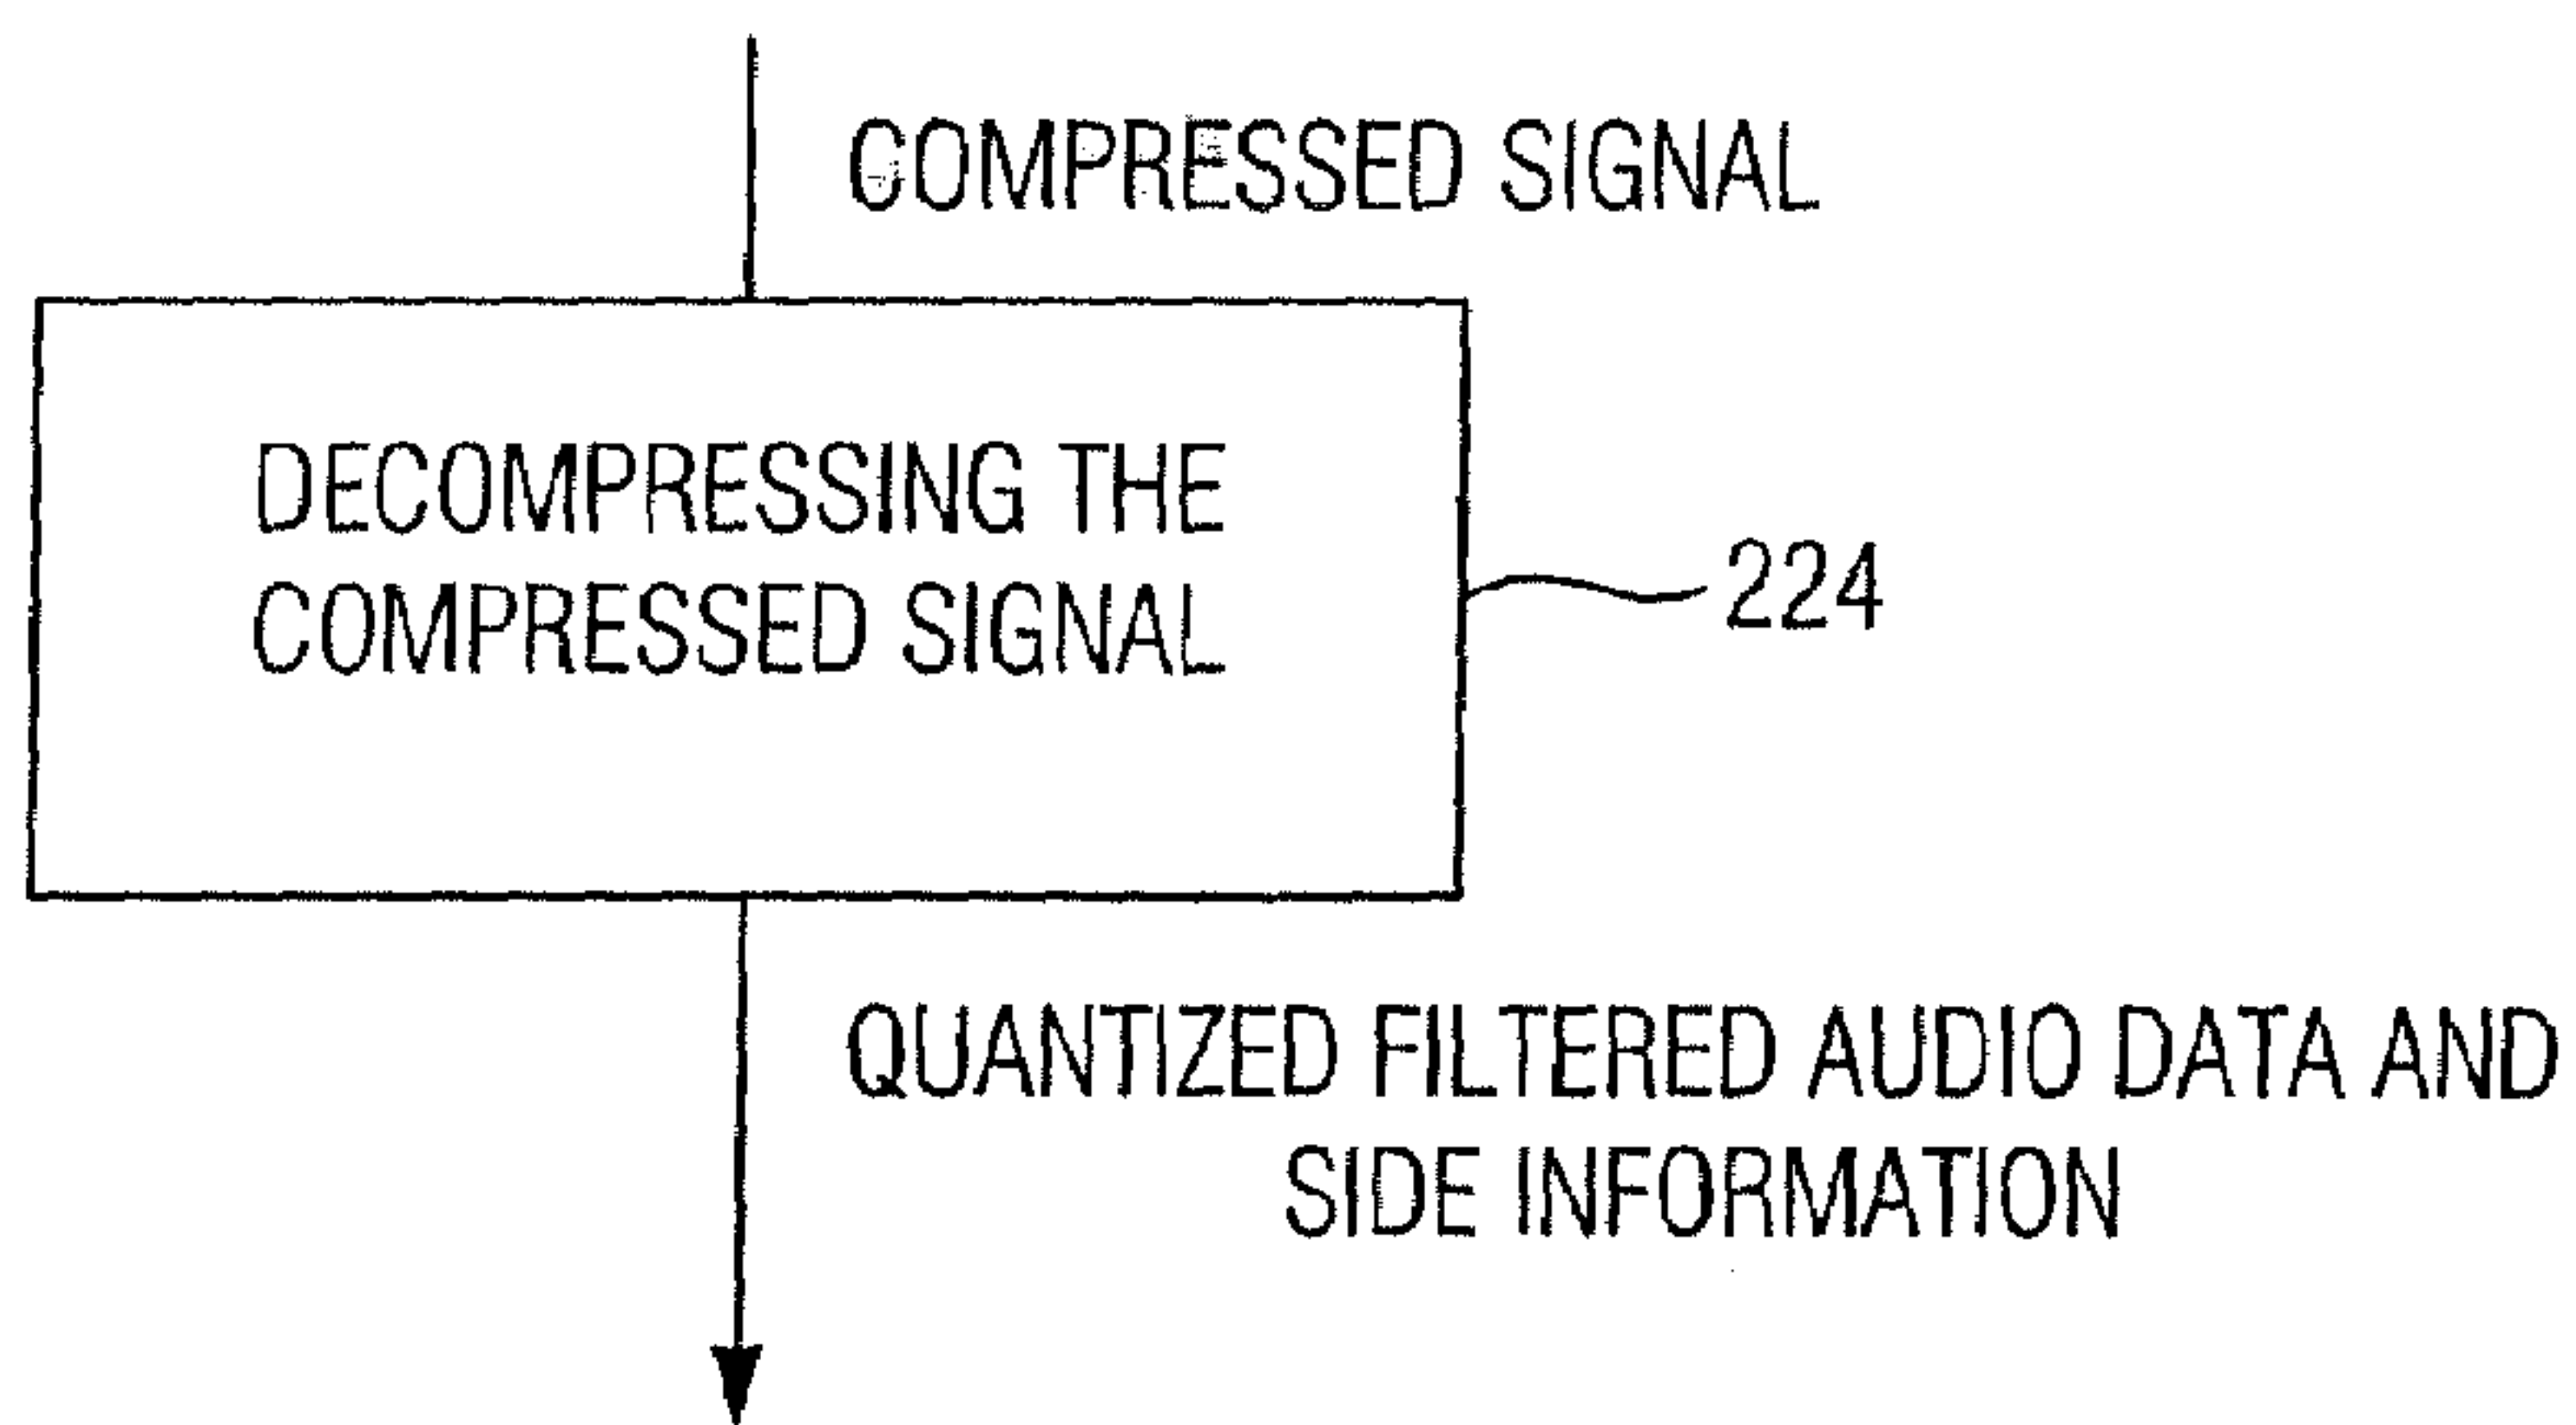 COMPRESSED SIGNAL
DECOMPRESSING THE
COMPRESSED SIGNAL
224
QUANTIZED FILTERED AUDIO DATA AND
SIDE INFORMATION